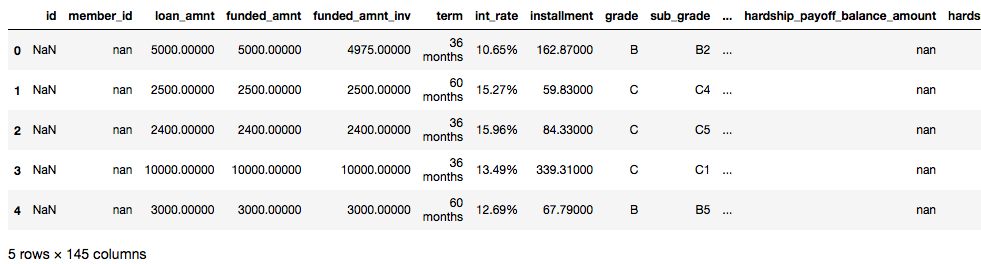 id member_id loan_amnt funded_amnt funded_amnt_inv term int_rate installment grade sub_grade ... hardship_payoff_balance_amount hards
0 NaN nan 5000.00000 5000.00000 4975.00000 36 months 10.65% 162.87000 B B2 ... nan
1 NaN nan 2500.00000 2500.00000 2500.00000 60 months 15.27% 59.83000 C C4 ... nan
2 NaN nan 2400.00000 2400.00000 2400.00000 36 months 15.96% 84.33000 C C5 ... nan
3 NaN nan 10000.00000 10000.00000 10000.00000 36 months 13.49% 339.31000 C C1 ... nan
4 NaN nan 3000.00000 3000.00000 3000.00000 60 months 12.69% 67.79000 B B5 ... nan
5 rows × 145 columns